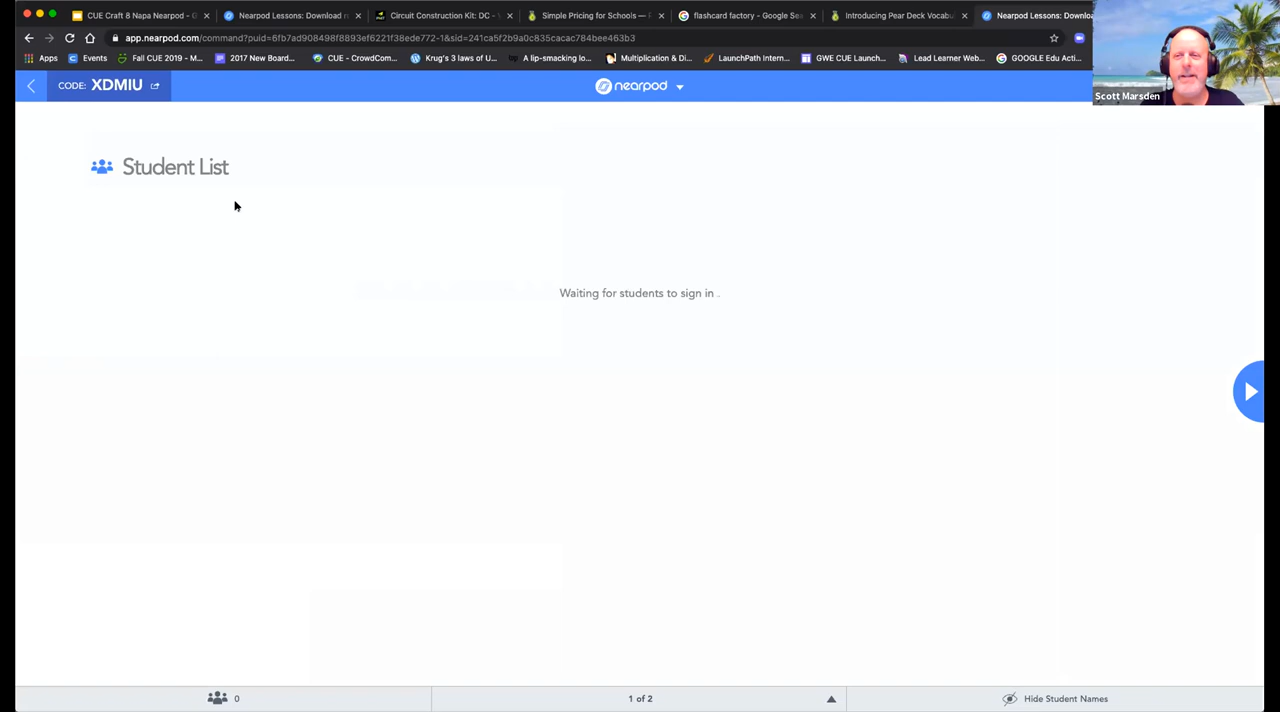 CUE Craft 8 Napa Nearpod - G
Nearpod Lessons: Download r
Circuit Construction Kit: DC -
Simple Pricing for Schools —
flashcard factory - Google Se
Introducing Pear Deck Vocabu
Nearpod Lessons: Downloa
app.nearpod.com/command?puid=6fb7ad908498f8893ef6221f38ede772-1&sid=241ca5f2b9a0c835cacac784bee463b3
Apps
Events
Fall CUE 2019 - M...
2017 New Board...
CUE - CrowdCom...
Krug's 3 laws of U...
A lip-smacking lo...
Multiplication & Di...
LaunchPath Intern...
GWE CUE Launch...
Lead Learner Web...
GOOGLE Edu Acti...
Scott Marsden
CODE: XDMIU
nearpod
Student List
Waiting for students to sign in .
0
1 of 2
Hide Student Names